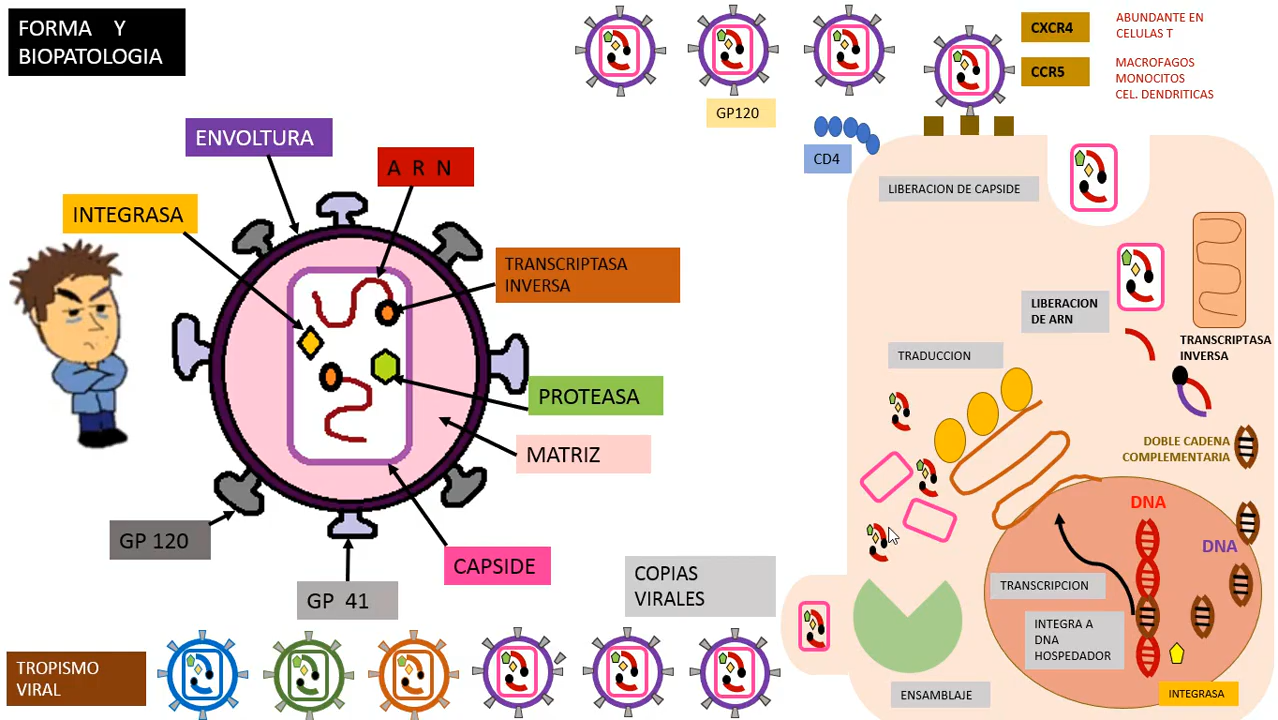 FORMA Y
BIOPATOLOGIA
ENVOLTURA
A R N
INTEGRASA
TRANSCRIPTASA
INVERSA
PROTEASA
MATRIZ
GP 120
CAPSIDE
GP 41
COPIAS
VIRALES
TROPISMO
VIRAL
GP120
CD4
CXCR4
ABUNDANTE EN
CELULAS T
CCR5
MACROFAGOS
MONOCITOS
CEL. DENDRITICAS
LIBERACION DE CAPSIDE
LIBERACION
DE ARN
TRANSCRIPTASA
INVERSA
TRADUCCION
DOBLE CADENA
COMPLEMENTARIA
DNA
DNA
TRANSCRIPCION
INTEGRA A
DNA
HOSPEDADOR
INTEGRASA
ENSAMBLAJE